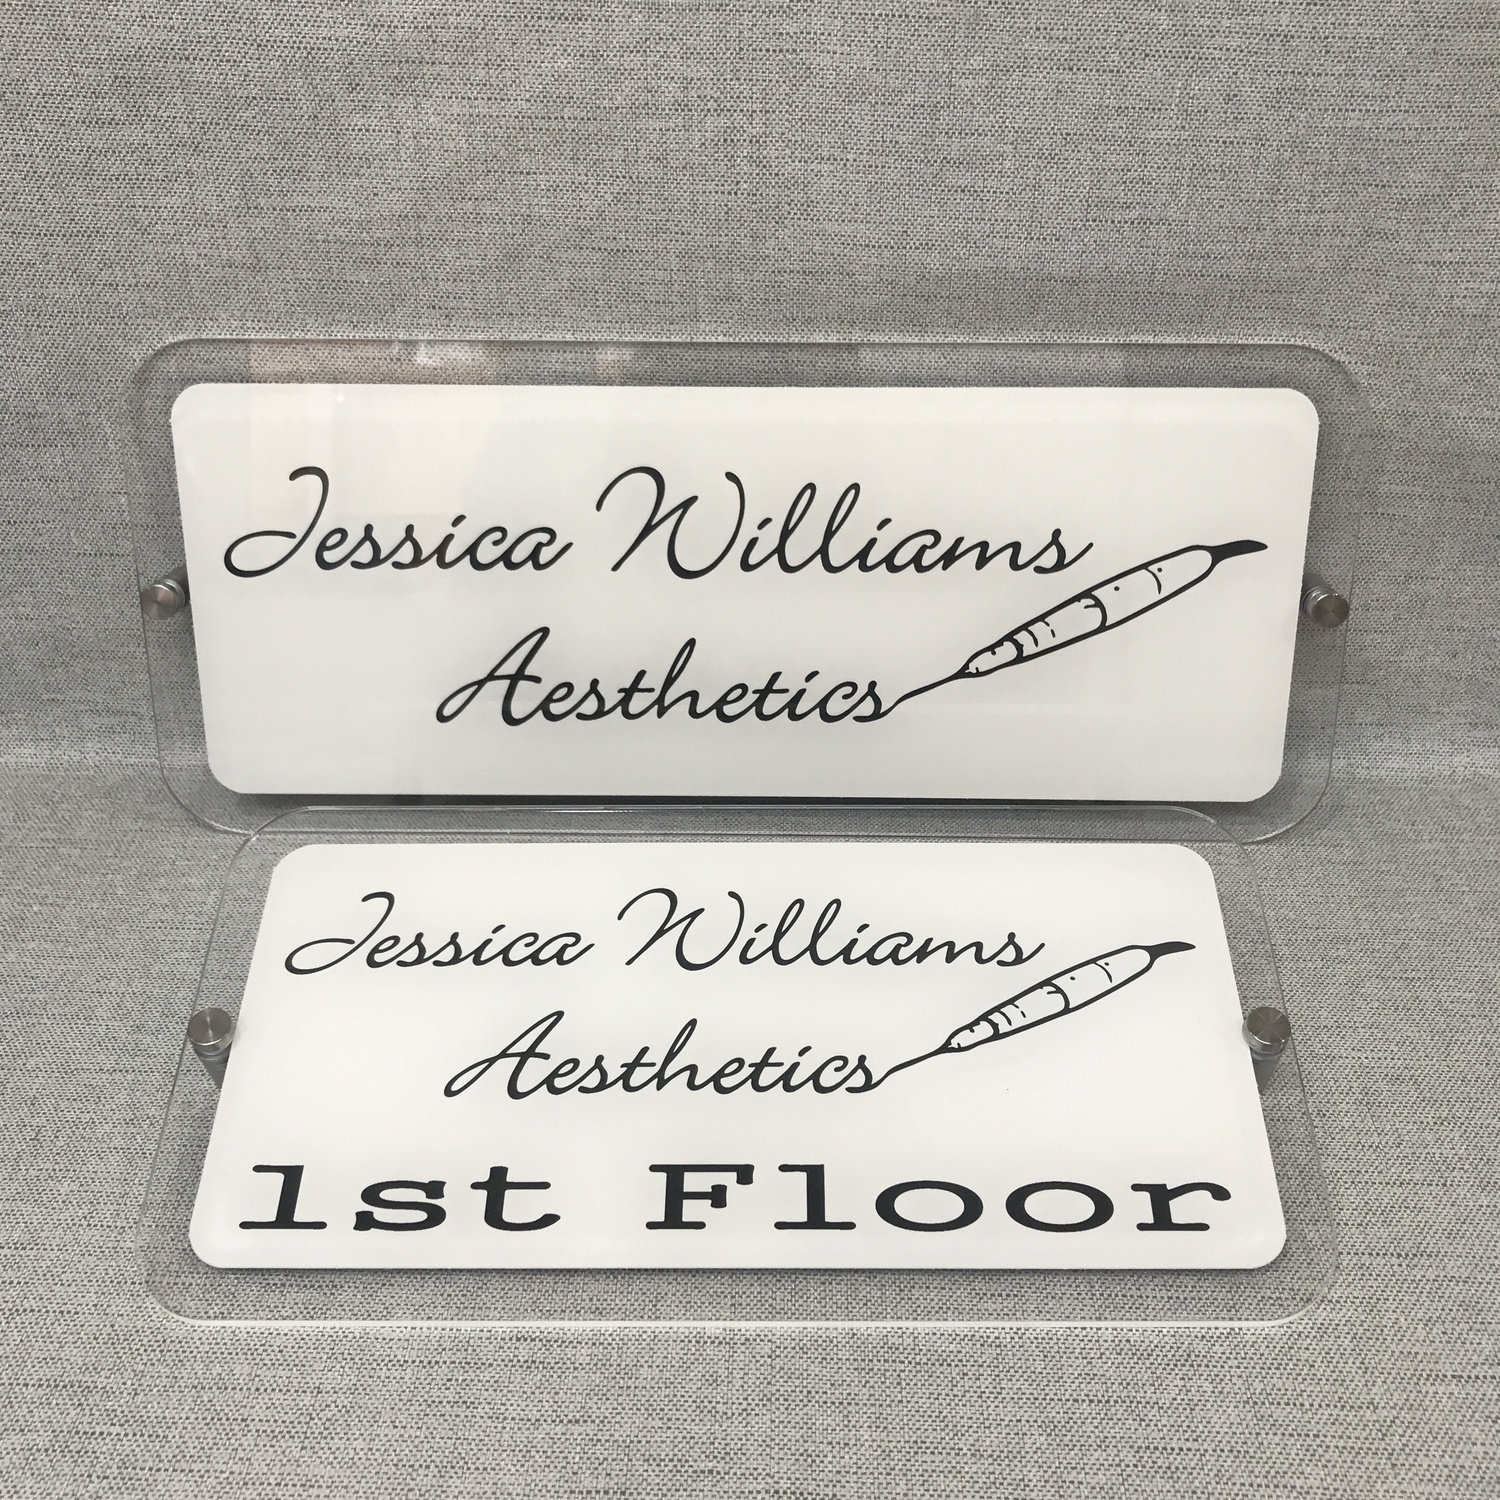 Jessica Williams
Aesthetics
Jessica Williams
Aesthetics
1st Floor